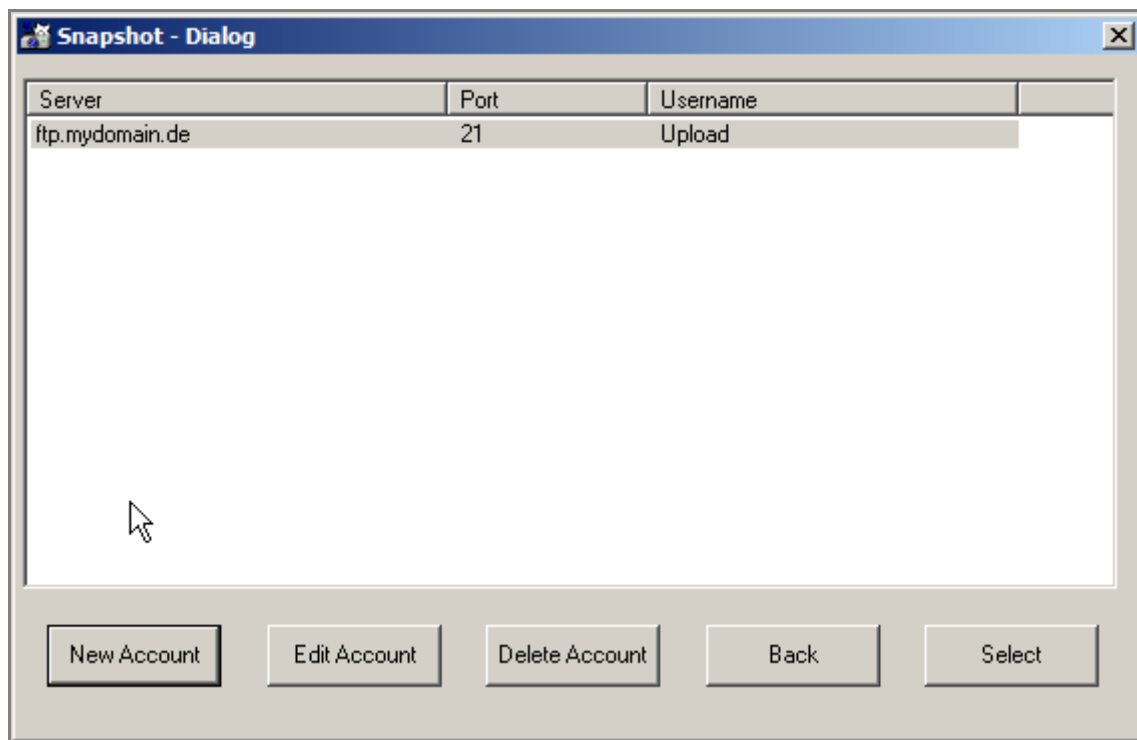 Snapshot - Dialog
Server Port Username
ftp.mydomain.de 21 Upload
New Account Edit Account Delete Account Back Select